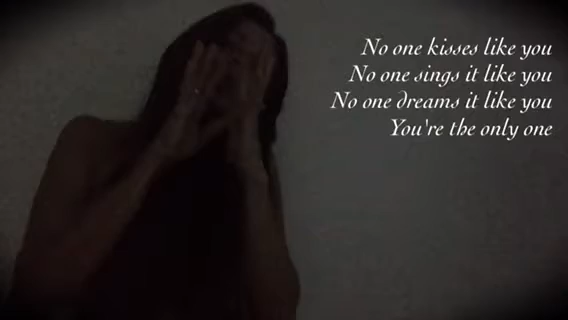 No one kisses like you
No one sings it like you
No one dreams it like you
You're the only one